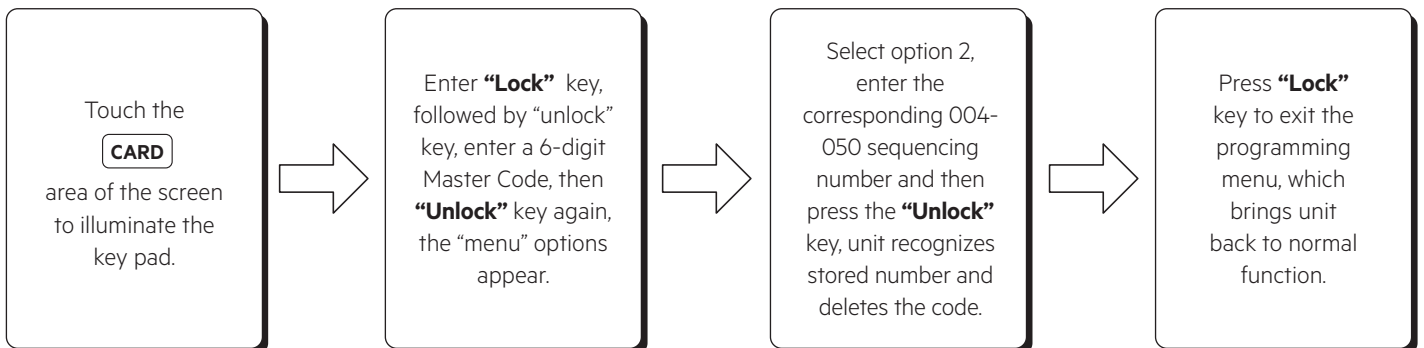 Touch the
CARD
area of the screen
to illuminate the
key pad.
Enter “Lock” key,
followed by “unlock”
key, enter a 6-digit
Master Code, then
“Unlock” key again,
the “menu” options
appear.
Select option 2,
enter the
corresponding 004-
050 sequencing
number and then
press the “Unlock”
key, unit recognizes
stored number and
deletes the code.
Press “Lock”
key to exit the
programming
menu, which
brings unit
back to normal
function.